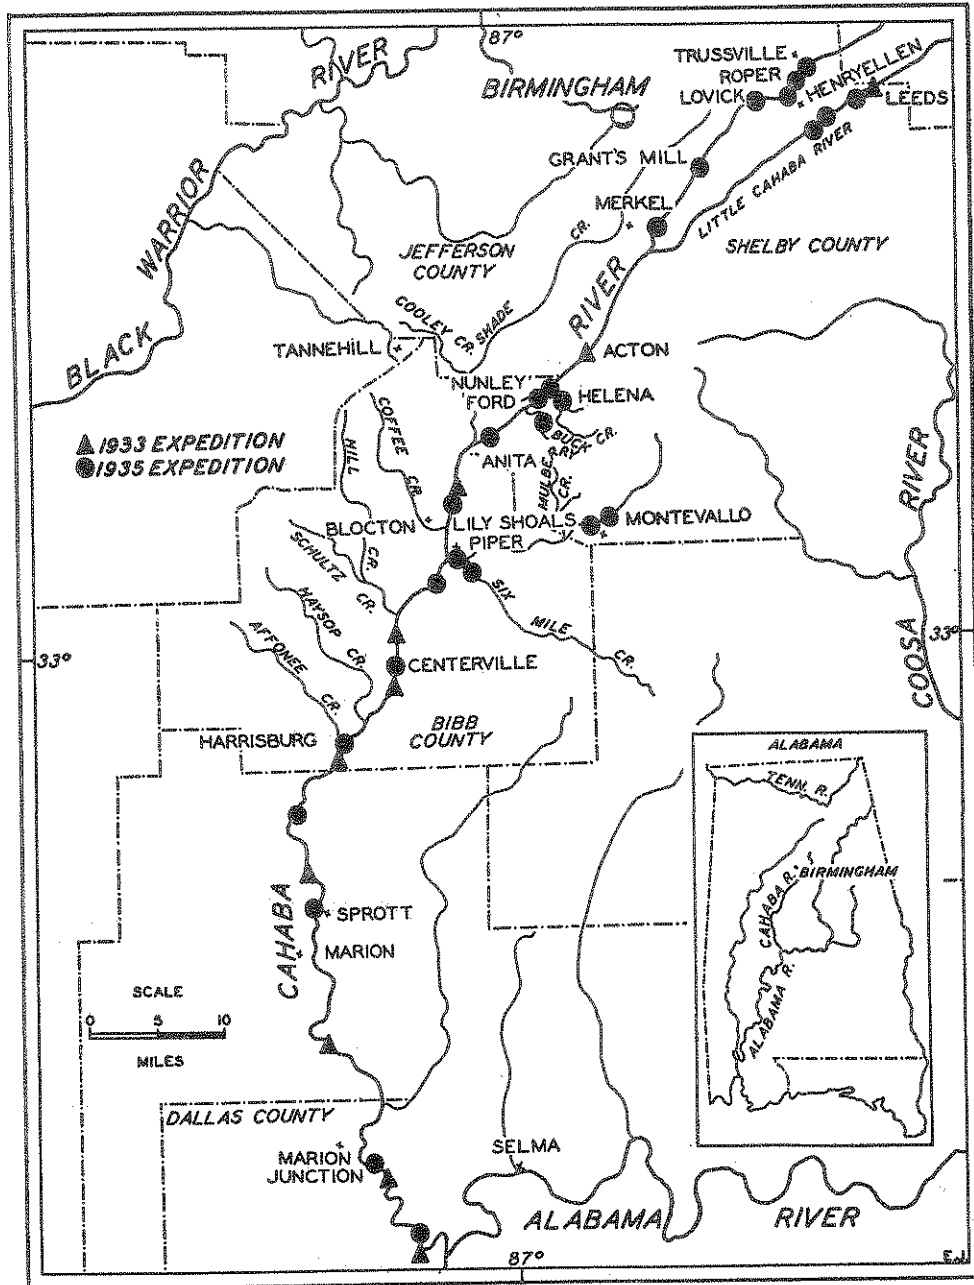 87°
RIVER
BIRMINGHAM
TRUSSVILLE
ROPER
LOVICK
HENRYELLEN
LEEDS
GRANT'S MILL
LITTLE CAHABA RIVER
MERKEL
WARRIOR
JEFFERSON
COUNTY
CR.
SHADE
SHELBY COUNTY
RIVER
COOLEY CR.
TANNEHILL
BLACK
ACTON
"NUNLEY"
FORD
HELENA
BUCK CR.
1933 EXPEDITION
1935 EXPEDITION
COFFEE
CR.
HILL
CR.
"ANITA"
MULBERRY
CR.
RIVER
COOSA
BLOCTON
LILY SHOALS
PIPER
MONTEVALLO
SCHULTZ
CR.
HAYSOP
CR.
AFFONEE
CR.
SIX
MILE
CR.
33°
33°
CENTERVILLE
HARRISBURG
BIBB
COUNTY
ALABAMA
TENN. R.
BIRMINGHAM
CAHABA R.
ALABAMA R.
CAHABA
SPROTT
MARION
SCALE
0 5 10
MILES
DALLAS COUNTY
MARION
JUNCTION
SELMA
ALABAMA
RIVER
87°
E.J.